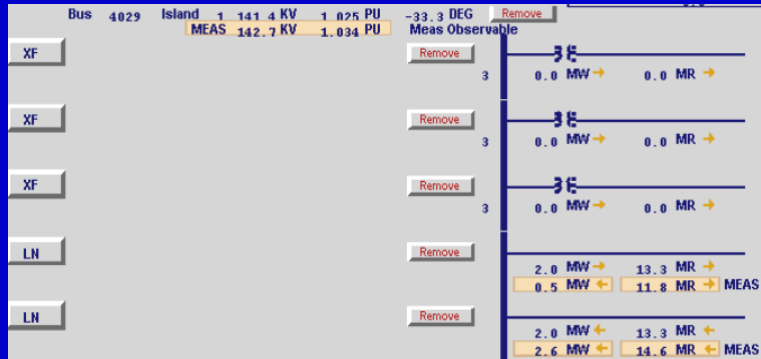 Bus 4029 Island 1 141.4 KV 1.025 PU -33.3 DEG Remove
MEAS 142.7 KV 1.034 PU Meas Observable
XF Remove
3 0.0 MW → 0.0 MR →
XF Remove
3 0.0 MW → 0.0 MR →
XF Remove
3 0.0 MW → 0.0 MR →
LN Remove
2.0 MW → 13.3 MR →
0.5 MW ← 11.8 MR → MEAS
LN Remove
2.0 MW ← 13.3 MR ←
2.6 MW ← 14.6 MR ← MEAS